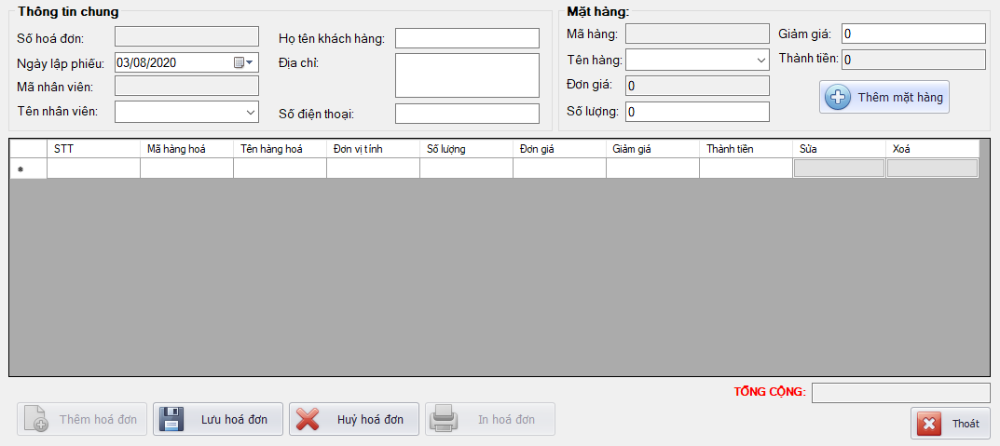 Thông tin chung
Số hoá đơn:
Ngày lập phiếu: 03/08/2020
Mã nhân viên:
Tên nhân viên:
Họ tên khách hàng:
Địa chỉ:
Số điện thoại:
Mặt hàng:
Mã hàng:
Tên hàng:
Đơn giá: 0
Số lượng: 0
Giảm giá: 0
Thành tiền: 0
Thêm mặt hàng
STT Mã hàng hoá Tên hàng hoá Đơn vị tính Số lượng Đơn giá Giảm giá Thành tiền Sửa Xoá
*
TỔNG CỘNG:
Thêm hoá đơn Lưu hoá đơn Huỷ hoá đơn In hoá đơn Thoát